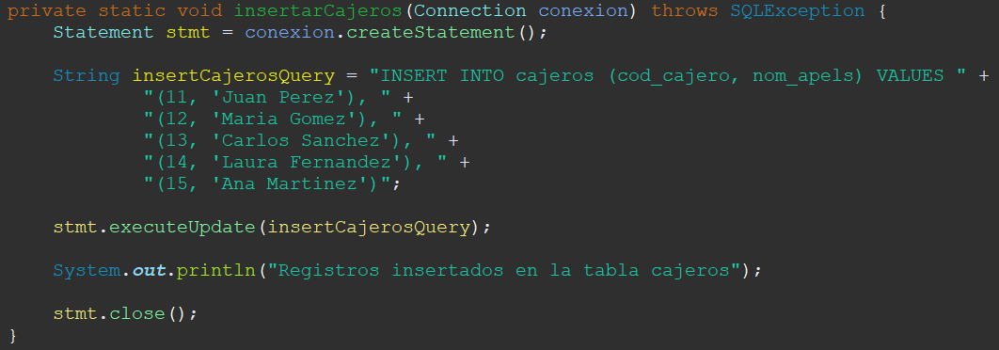 private static void insertarCajeros(Connection conexion) throws SQLException {
    Statement stmt = conexion.createStatement();
    String insertCajerosQuery = "INSERT INTO cajeros (cod_cajero, nom_apels) VALUES " +
            "(11, 'Juan Perez'), " +
            "(12, 'Maria Gomez'), " +
            "(13, 'Carlos Sanchez'), " +
            "(14, 'Laura Fernandez'), " +
            "(15, 'Ana Martinez')";
    stmt.executeUpdate(insertCajerosQuery);
    System.out.println("Registros insertados en la tabla cajeros");
    stmt.close();
}